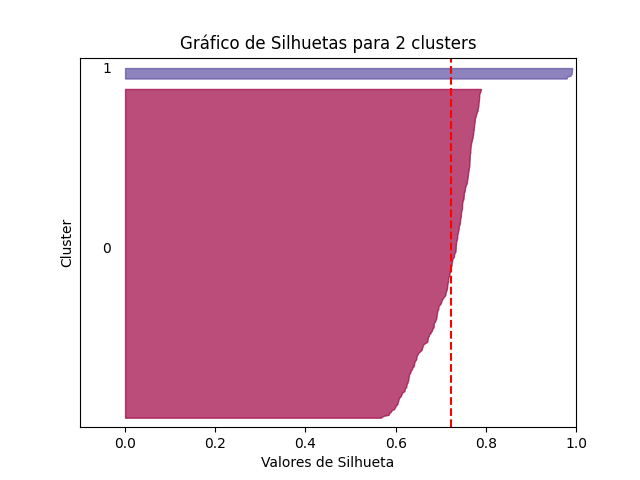 Gráfico de Silhuetas para 2 clusters
1
0
Cluster
0.0 0.2 0.4 0.6 0.8 1.0
Valores de Silhueta